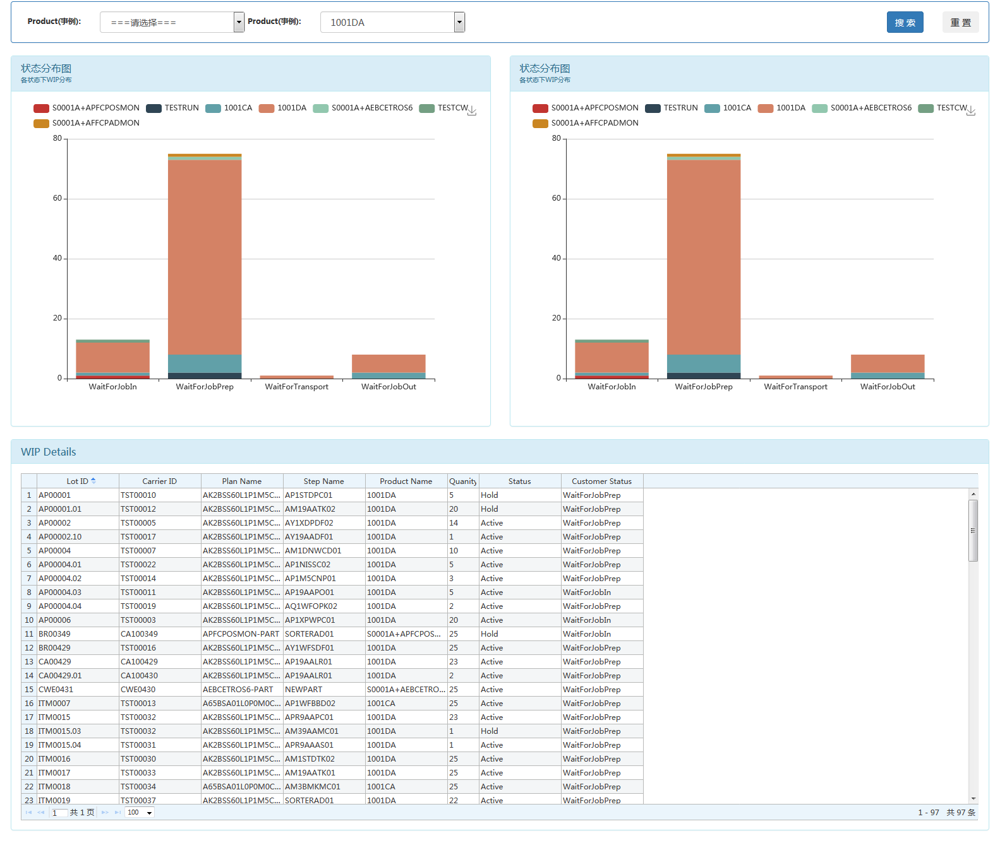 Product(事例): ===请选择=== Product(事例): 1001DA 搜 索 重 置
状态分布图
各状态下WIP分布
S0001A+APFCPOSMON TESTRUN 1001CA 1001DA S0001A+AEBCETROS6 TESTCW
S0001A+AFFCPADMON
80
60
40
20
0
WaitForJobIn WaitForJobPrep WaitForTransport WaitForJobOut
状态分布图
各状态下WIP分布
S0001A+APFCPOSMON TESTRUN 1001CA 1001DA S0001A+AEBCETROS6 TESTCW
S0001A+AFFCPADMON
80
60
40
20
0
WaitForJobIn WaitForJobPrep WaitForTransport WaitForJobOut
WIP Details
Lot ID Carrier ID Plan Name Step Name Product Name Quanity Status Customer Status
1 AP00001 TST00010 AK2BSS60L1P1M5C... AP1STDPC01 1001DA 5 Hold WaitForJobPrep
2 AP00001.01 TST00012 AK2BSS60L1P1M5C... AM19AATK02 1001DA 20 Hold WaitForJobPrep
3 AP00002 TST00005 AK2BSS60L1P1M5C... AY1XDPDF02 1001DA 14 Active WaitForJobPrep
4 AP00002.10 TST00017 AK2BSS60L1P1M5C... AY19AADF01 1001DA 1 Active WaitForJobPrep
5 AP00004 TST00007 AK2BSS60L1P1M5C... AM1DNWCD01 1001DA 10 Active WaitForJobPrep
6 AP00004.01 TST00022 AK2BSS60L1P1M5C... AP1NISSC02 1001DA 5 Active WaitForJobPrep
7 AP00004.02 TST00014 AK2BSS60L1P1M5C... AP1M5CNP01 1001DA 3 Active WaitForJobPrep
8 AP00004.03 TST00011 AK2BSS60L1P1M5C... AP19AAPO01 1001DA 5 Active WaitForJobIn
9 AP00004.04 TST00019 AK2BSS60L1P1M5C... AQ1WFOPK02 1001DA 2 Active WaitForJobPrep
10 AP00006 TST00003 AK2BSS60L1P1M5C... AP1XPWPC01 1001DA 20 Active WaitForJobIn
11 BR00349 CA100349 APFCPOSMON-PART SORTERAD01 S0001A+APFCPOS... 25 Hold WaitForJobIn
12 BR00429 TST00016 AK2BSS60L1P1M5C... AY1WFSDF01 1001DA 25 Active WaitForJobPrep
13 CA00429 CA100429 AK2BSS60L1P1M5C... AP19AALR01 1001DA 23 Active WaitForJobPrep
14 CA00429.01 CA100430 AK2BSS60L1P1M5C... AP19AALR01 1001DA 2 Active WaitForJobPrep
15 CWE0431 CWE0430 AEBCETROS6-PART NEWPART S0001A+AEBCETRO... 25 Active WaitForJobPrep
16 ITM0007 TST00013 A65BSA01L0P0M0C... AP1WFBBD02 1001CA 25 Active WaitForJobPrep
17 ITM0015 TST00032 AK2BSS60L1P1M5C... APR9AAPC01 1001DA 23 Active WaitForJobPrep
18 ITM0015.03 TST00032 AK2BSS60L1P1M5C... AM39AAMC01 1001DA 1 Hold WaitForJobPrep
19 ITM0015.04 TST00031 AK2BSS60L1P1M5C... APR9AAAS01 1001DA 1 Active WaitForJobPrep
20 ITM0016 TST00030 AK2BSS60L1P1M5C... AM1STDTK02 1001DA 25 Active WaitForJobPrep
21 ITM0017 TST00033 AK2BSS60L1P1M5C... AM19AATK01 1001DA 25 Active WaitForJobPrep
22 ITM0018 TST00034 A65BSA01L0P0M0C... AM3BMKMC01 1001CA 25 Active WaitForJobPrep
23 ITM0019 TST00037 AK2BSS60L1P1M5C... SORTERAD01 1001DA 22 Active WaitForJobPrep
1 共 1 页 100 1 - 97 共 97 条